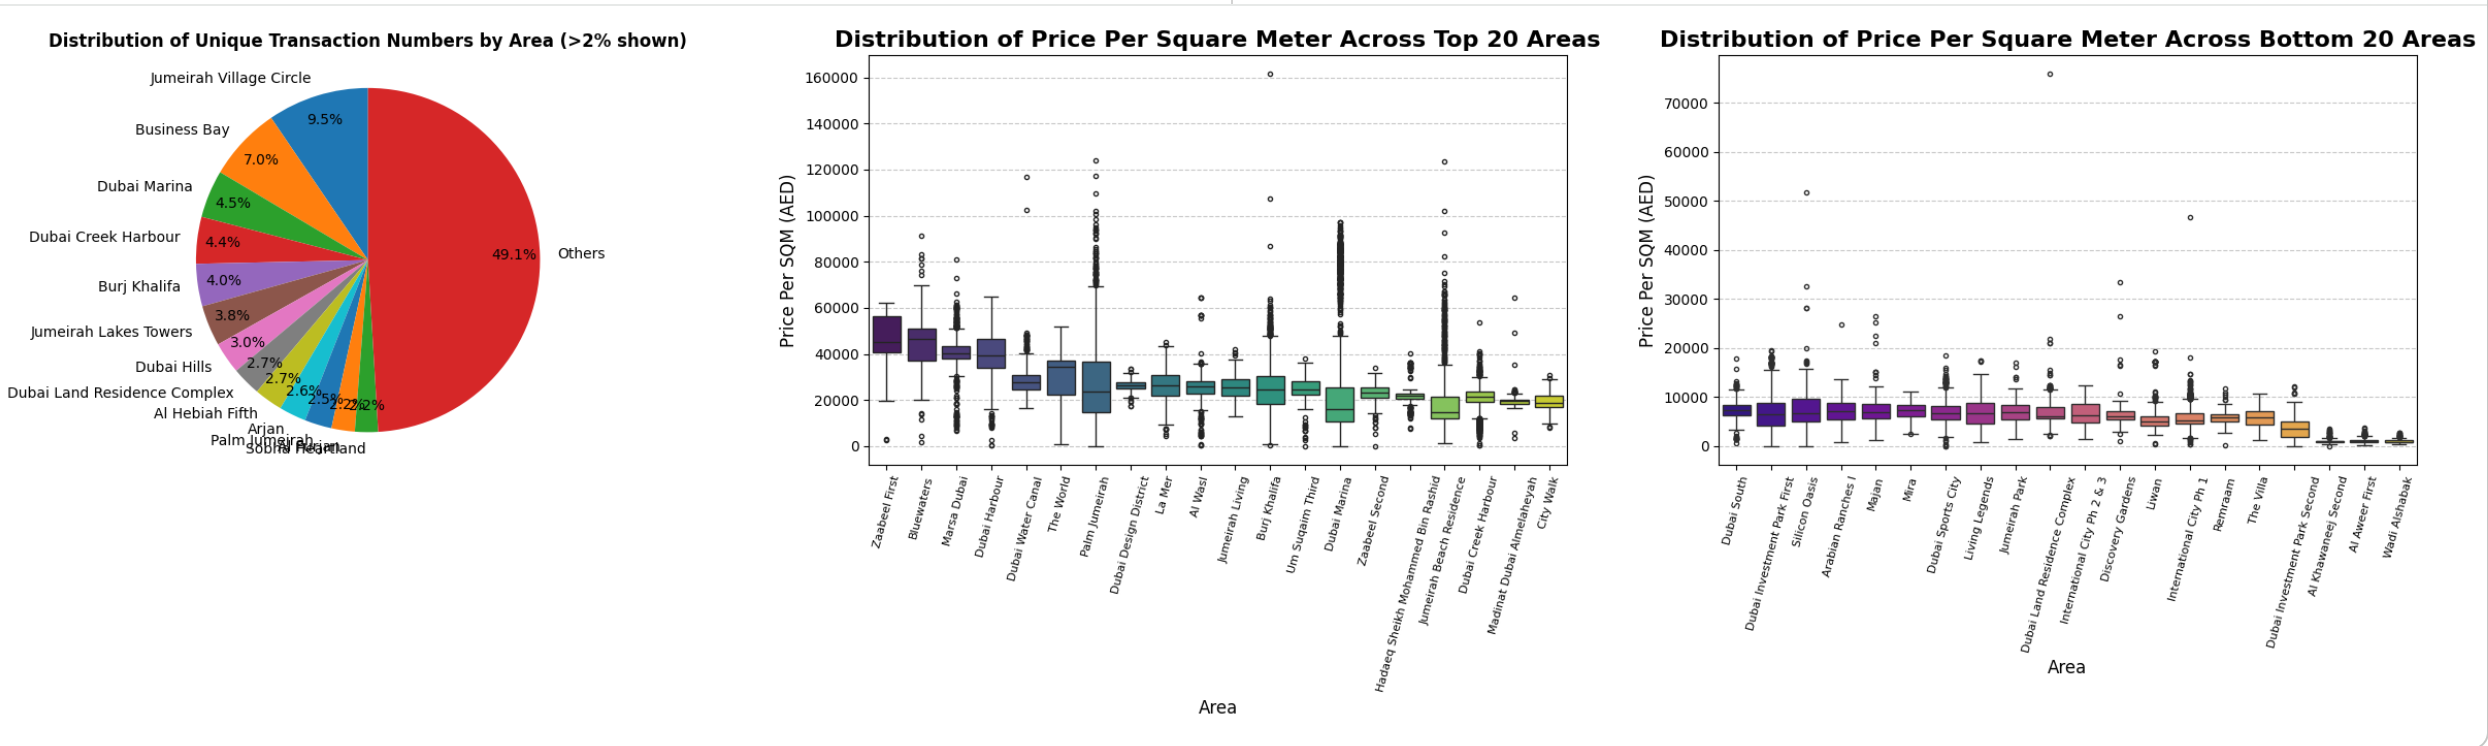 Distribution of Unique Transaction Numbers by Area (>2% shown)
Jumeirah Village Circle
9.5%
Business Bay
7.0%
Dubai Marina
4.5%
Dubai Creek Harbour
4.4%
Burj Khalifa
4.0%
Jumeirah Lakes Towers
3.8%
Dubai Hills
3.0%
Dubai Land Residence Complex
2.7%
Al Hebiah Fifth
2.7%
Arjan
2.6%
Palm Jumeirah
2.5%
2.2%
Sobha Heartland
2.2%
Others
49.1%
Distribution of Price Per Square Meter Across Top 20 Areas
Price Per SQM (AED)
160000
140000
120000
100000
80000
60000
40000
20000
0
Zaabeel First
Bluewaters
Marsa Dubai
Dubai Harbour
Dubai Water Canal
The World
Palm Jumeirah
Dubai Design District
La Mer
Al Wasl
Jumeirah Living
Burj Khalifa
Um Suqaim Third
Dubai Marina
Zaabeel Second
Hadaeq Sheikh Mohammed Bin Rashid
Jumeirah Beach Residence
Dubai Creek Harbour
Madinat Dubai Almelaheyah
City Walk
Area
Distribution of Price Per Square Meter Across Bottom 20 Areas
Price Per SQM (AED)
70000
60000
50000
40000
30000
20000
10000
0
Dubai South
Dubai Investment Park First
Silicon Oasis
Arabian Ranches I
Majan
Mira
Dubai Sports City
Living Legends
Jumeirah Park
Dubai Land Residence Complex
International City Ph 2 & 3
Discovery Gardens
Liwan
International City Ph 1
Remraam
The Villa
Dubai Investment Park Second
Al Khawaneej Second
Al Aweer First
Wadi Alshabak
Area